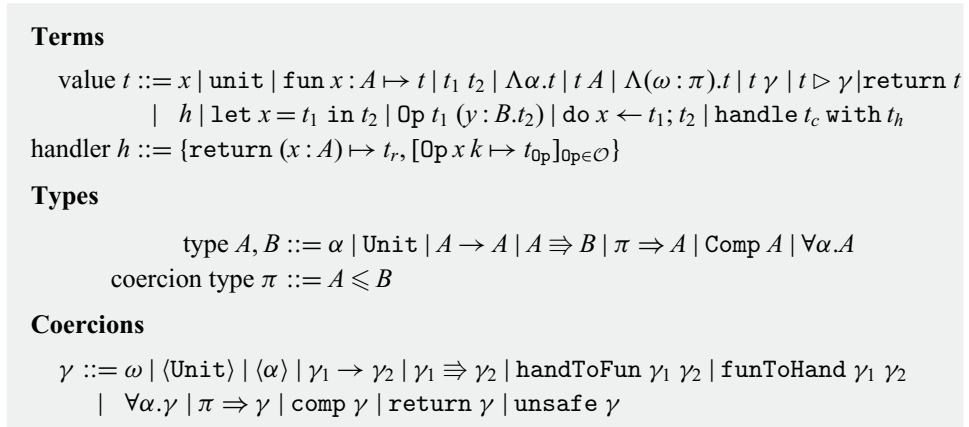 Terms
value t ::= x | unit | fun x : A ↦ t | t₁ t₂ | Λα.t | t A | Λ(ω : π).t | t γ | t ▷ γ|return t
| h | let x = t₁ in t₂ | Op t₁ (y : B.t₂) | do x ← t₁; t₂ | handle t_c with t_h
handler h ::= {return (x : A) ↦ t_r, [Op x k ↦ t_Op]_Op∈𝒪}
Types
type A, B ::= α | Unit | A → A | A ⇛ B | π ⇒ A | Comp A | ∀α.A
coercion type π ::= A ⩽ B
Coercions
γ ::= ω | ⟨Unit⟩ | ⟨α⟩ | γ₁ → γ₂ | γ₁ ⇛ γ₂ | handToFun γ₁ γ₂ | funToHand γ₁ γ₂
| ∀α.γ | π ⇒ γ | comp γ | return γ | unsafe γ